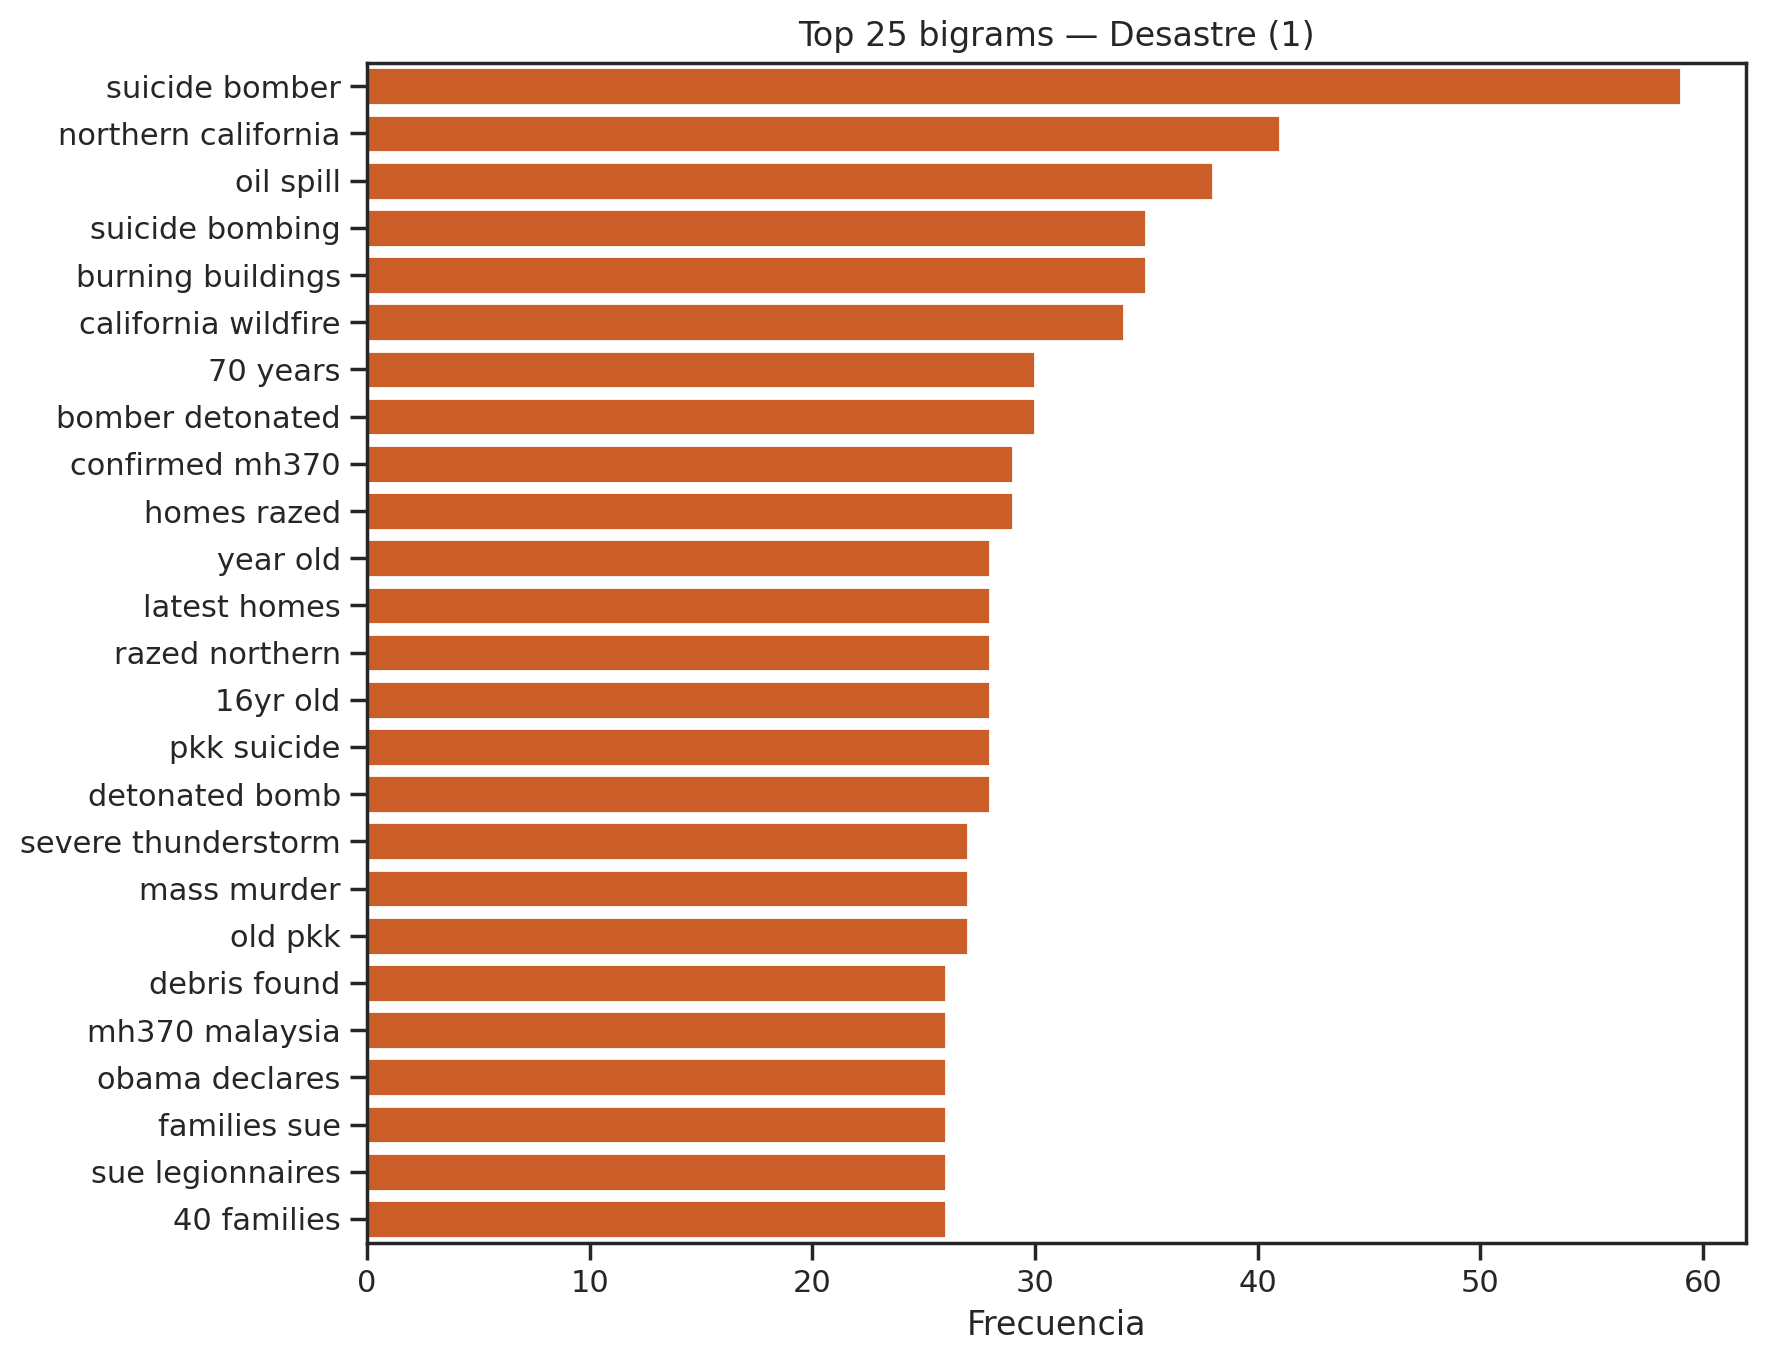 Top 25 bigrams — Desastre (1)
suicide bomber
northern california
oil spill
suicide bombing
burning buildings
california wildfire
70 years
bomber detonated
confirmed mh370
homes razed
year old
latest homes
razed northern
16yr old
pkk suicide
detonated bomb
severe thunderstorm
mass murder
old pkk
debris found
mh370 malaysia
obama declares
families sue
sue legionnaires
40 families
0 10 20 30 40 50 60
Frecuencia